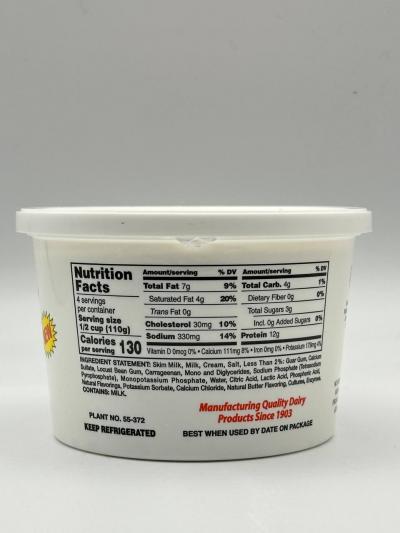 Nutrition Facts
4 servings per container
Serving size
1/2 cup (110g)
Calories per serving 130
Amount/serving % DV
Total Fat 7g 9%
Saturated Fat 4g 20%
Trans Fat 0g
Cholesterol 30mg 10%
Sodium 330mg 14%
Amount/serving % DV
Total Carb. 4g 1%
Dietary Fiber 0g 0%
Total Sugars 3g
Incl. 0g Added Sugars 0%
Protein 12g
Vitamin D 0mcg 0% • Calcium 111mg 8% • Iron 0mg 0% • Potassium
INGREDIENT STATEMENT: Skim Milk, Milk, Cream, Salt, Less Than 2%: Guar Gum, Calcium
Sulfate, Locust Bean Gum, Carrageenan, Mono and Diglycerides, Sodium Phosphate (Tetrasodium
Pyrophosphate), Monopotassium Phosphate, Water, Citric Acid, Lactic Acid, Phosphoric Acid,
Natural Flavorings, Potassium Sorbate, Calcium Chloride, Natural Butter Flavoring, Cultures, Enzymes.
CONTAINS: MILK.
Manufacturing Quality Dairy
Products Since 1903
PLANT NO. 55-372
KEEP REFRIGERATED
BEST WHEN USED BY DATE ON PACKAGE